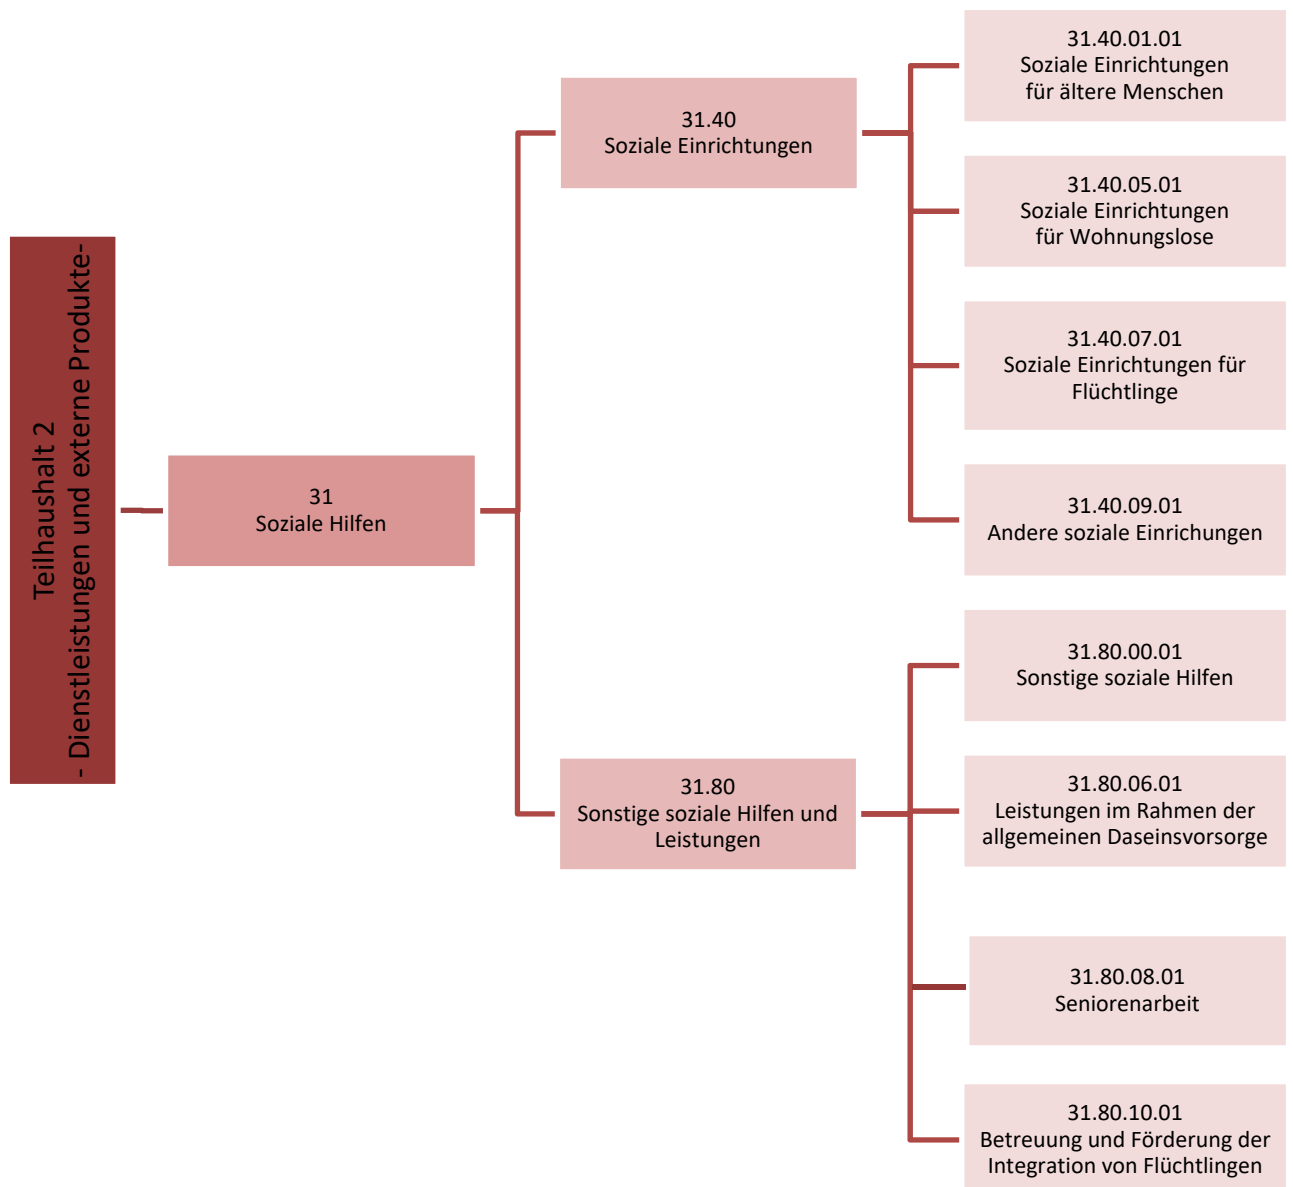 Teilhaushalt 2
- Dienstleistungen und externe Produkte-
31
Soziale Hilfen
31.40
Soziale Einrichtungen
31.40.01.01
Soziale Einrichtungen
für ältere Menschen
31.40.05.01
Soziale Einrichtungen
für Wohnungslose
31.40.07.01
Soziale Einrichtungen für
Flüchtlinge
31.40.09.01
Andere soziale Einrichungen
31.80
Sonstige soziale Hilfen und
Leistungen
31.80.00.01
Sonstige soziale Hilfen
31.80.06.01
Leistungen im Rahmen der
allgemeinen Daseinsvorsorge
31.80.08.01
Seniorenarbeit
31.80.10.01
Betreuung und Förderung der
Integration von Flüchtlingen